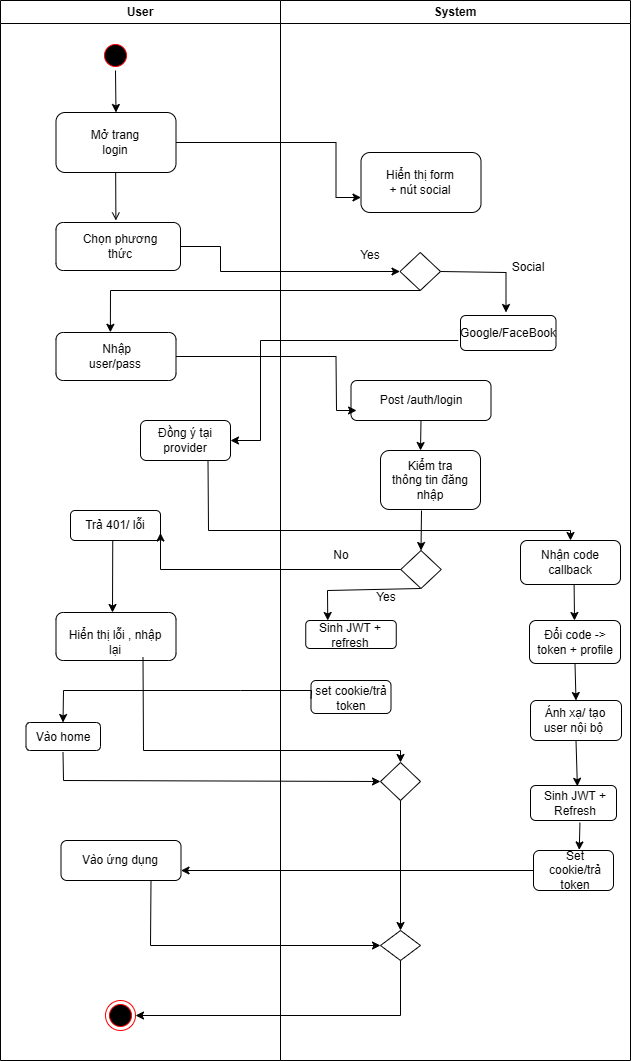 User
System
Mở trang
login
Hiển thị form
+ nút social
Chọn phương
thức
Yes
Social
Google/FaceBook
Nhập
user/pass
Post /auth/login
Đồng ý tại
provider
Kiểm tra
thông tin đăng
nhập
Trả 401/ lỗi
No
Nhận code
callback
Yes
Hiển thị lỗi , nhập
lại
Sinh JWT +
refresh
Đổi code ->
token + profile
set cookie/trả
token
Ánh xạ/ tạo
user nội bộ
Vào home
Sinh JWT +
Refresh
Vào ứng dụng
Set
cookie/trả
token